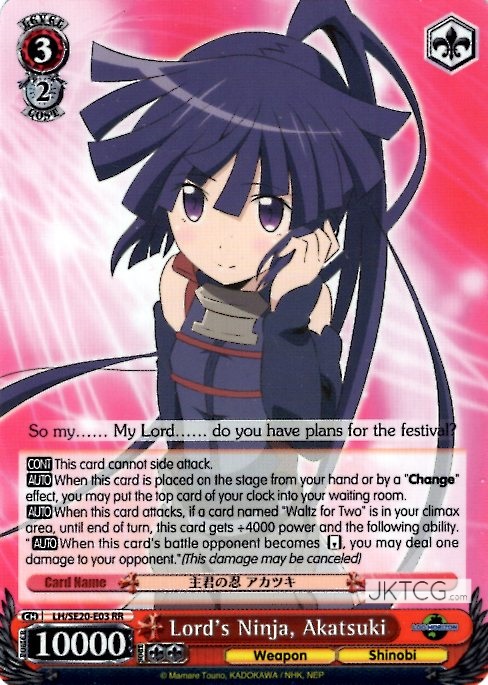 LEVEL
3
2
COST
So my...... My Lord...... do you have plans for the festival?
CONT This card cannot side attack.
AUTO When this card is placed on the stage from your hand or by a "Change"
effect, you may put the top card of your clock into your waiting room.
AUTO When this card attacks, if a card named "Waltz for Two" is in your climax
area, until end of turn, this card gets +4000 power and the following ability.
"AUTO When this card's battle opponent becomes, you may deal one
damage to your opponent."(This damage may be canceled)
Card Name 主君の忍 アカツキ
JKTCG.com
CH LH/SE20-E03 RR
POWER 10000 SOUL Lord's Ninja, Akatsuki
Weapon Shinobi
© Mamare Touno, KADOKAWA / NHK, NEP